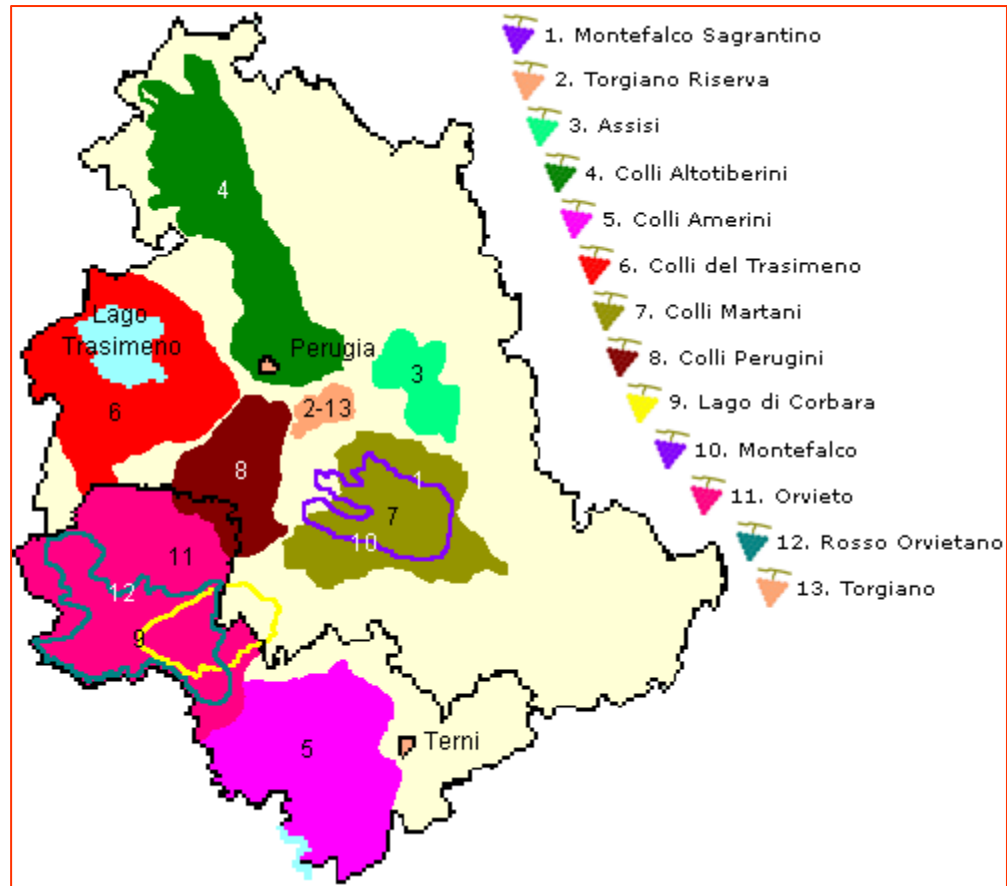 1. Montefalco Sagrantino
2. Torgiano Riserva
3. Assisi
4. Colli Altotiberini
5. Colli Amerini
6. Colli del Trasimeno
7. Colli Martani
8. Colli Perugini
9. Lago di Corbara
10. Montefalco
11. Orvieto
12. Rosso Orvietano
13. Torgiano
4
Lago
Trasimeno
Perugia
3
6
2-13
8
1
7
10
11
12
9
5
Terni